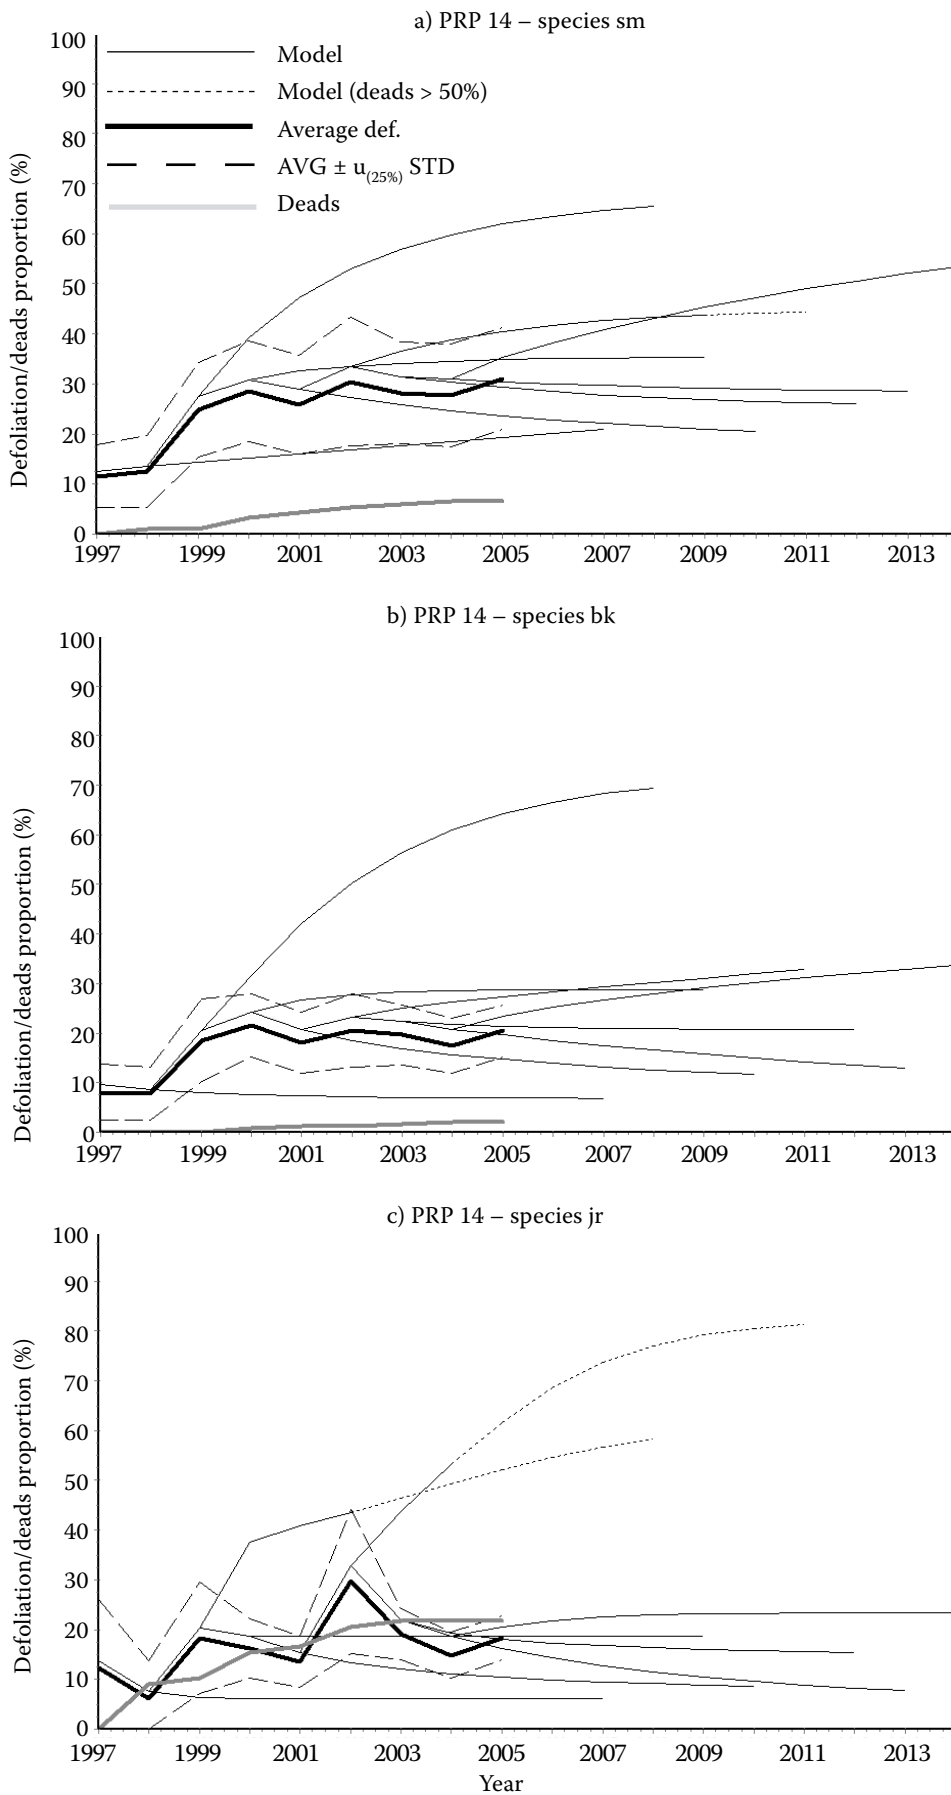 a) PRP 14 – species sm
Defoliation/deads proportion (%)
100
90
80
70
60
50
40
30
20
10
0
Model
Model (deads > 50%)
Average def.
AVG ± u(25%) STD
Deads
1997 1999 2001 2003 2005 2007 2009 2011 2013
b) PRP 14 – species bk
Defoliation/deads proportion (%)
100
90
80
70
60
50
40
30
20
10
0
1997 1999 2001 2003 2005 2007 2009 2011 2013
c) PRP 14 – species jr
Defoliation/deads proportion (%)
100
90
80
70
60
50
40
30
20
10
0
1997 1999 2001 2003 2005 2007 2009 2011 2013
Year